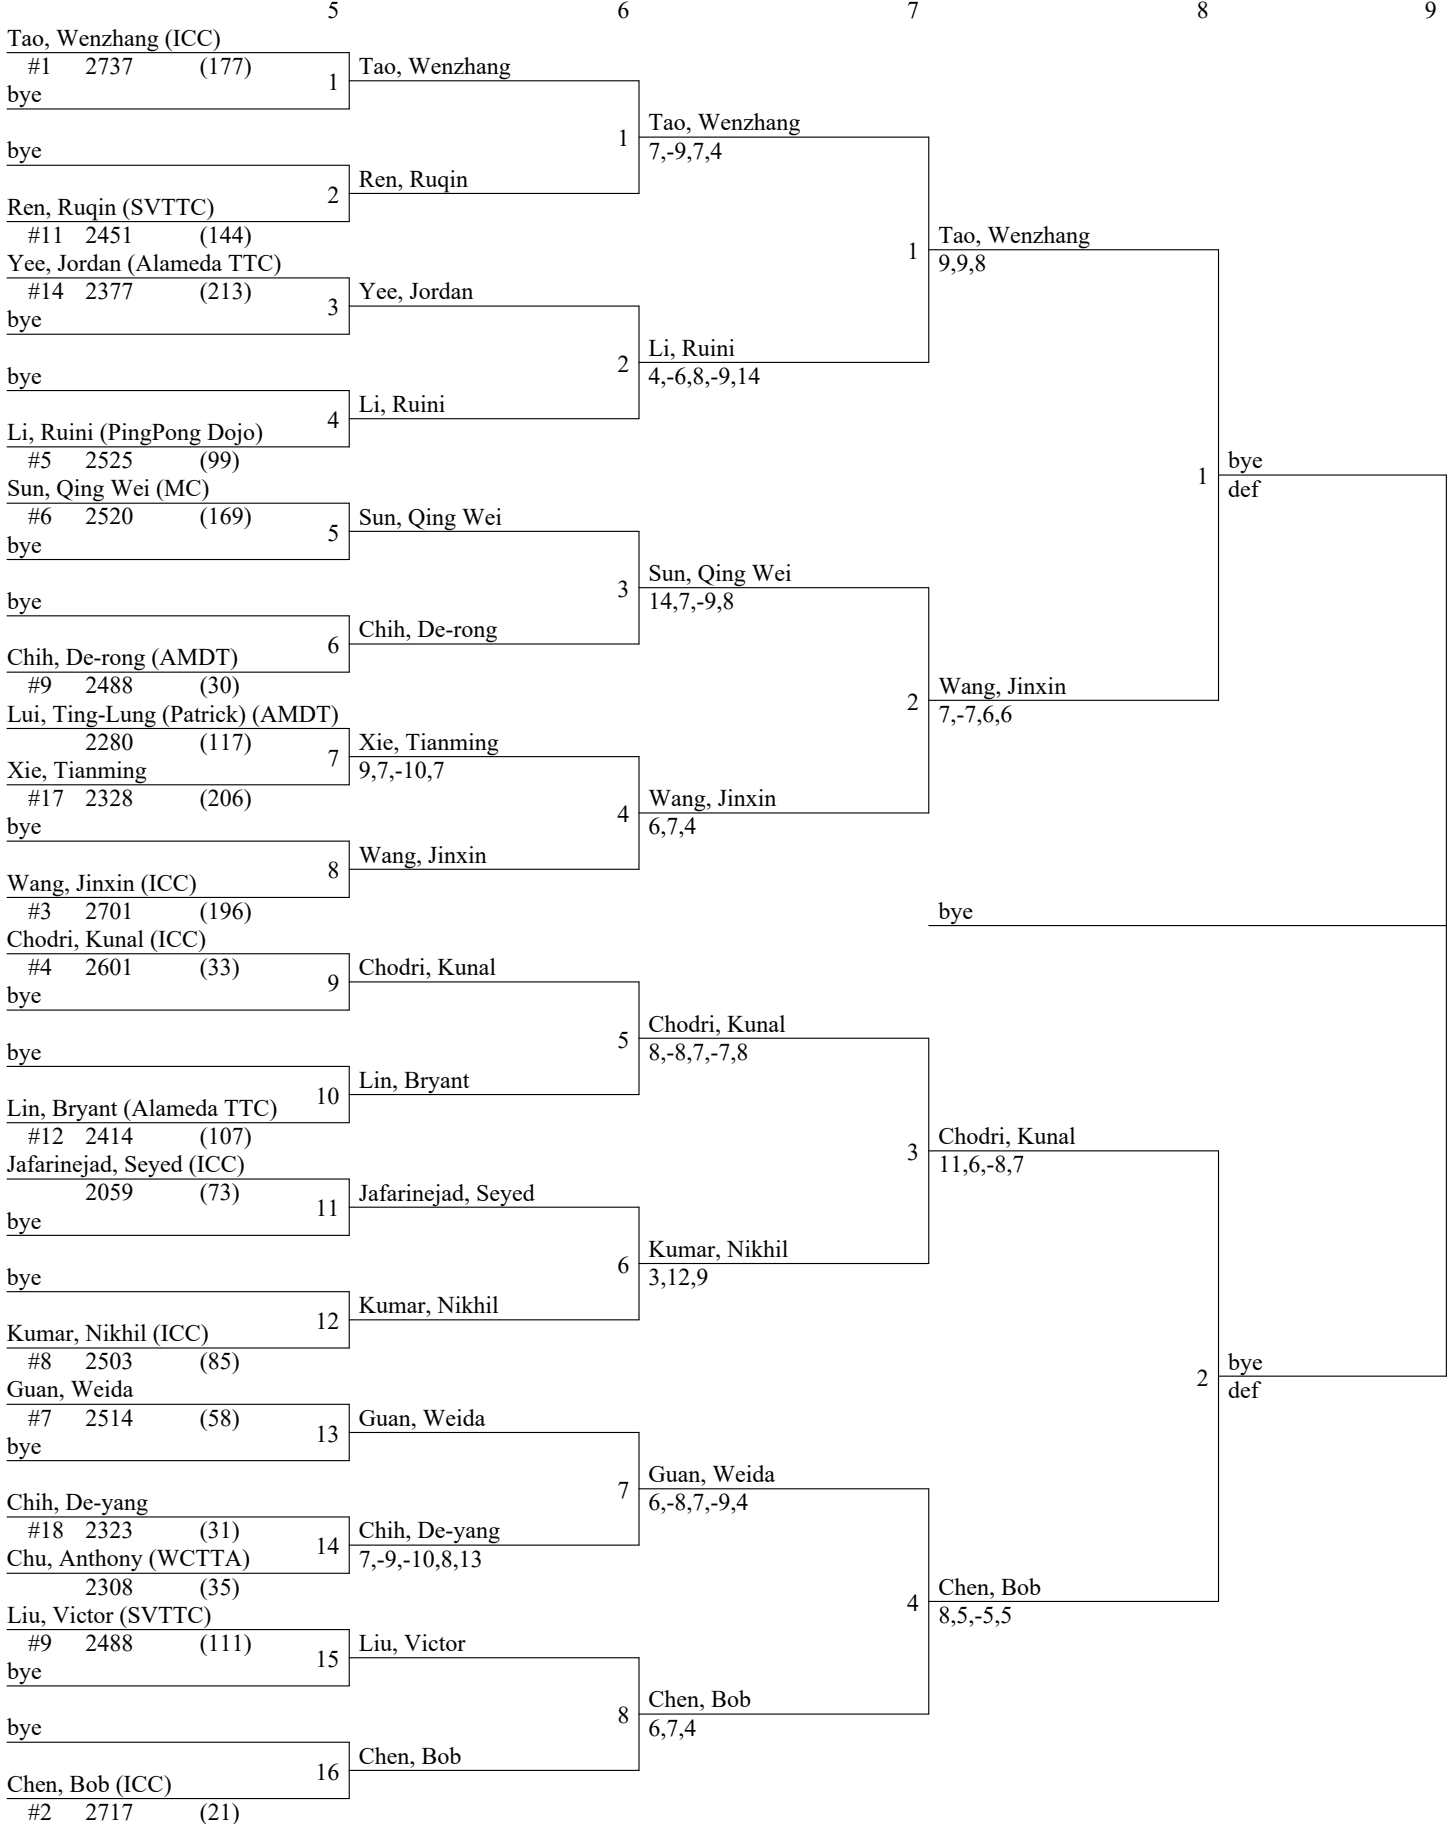 5 6 7 8 9
Tao, Wenzhang (ICC)
#1 2737 (177)
1 Tao, Wenzhang
bye
1 Tao, Wenzhang
7,-9,7,4
bye
2 Ren, Ruqin
Ren, Ruqin (SVTTC)
#11 2451 (144)
1 Tao, Wenzhang
9,9,8
Yee, Jordan (Alameda TTC)
#14 2377 (213)
3 Yee, Jordan
bye
2 Li, Ruini
4,-6,8,-9,14
bye
4 Li, Ruini
Li, Ruini (PingPong Dojo)
#5 2525 (99)
1 bye
def
Sun, Qing Wei (MC)
#6 2520 (169)
5 Sun, Qing Wei
bye
3 Sun, Qing Wei
14,7,-9,8
bye
6 Chih, De-rong
Chih, De-rong (AMDT)
#9 2488 (30)
2 Wang, Jinxin
7,-7,6,6
Lui, Ting-Lung (Patrick) (AMDT)
2280 (117)
7 Xie, Tianming
9,7,-10,7
Xie, Tianming
#17 2328 (206)
4 Wang, Jinxin
6,7,4
bye
8 Wang, Jinxin
Wang, Jinxin (ICC)
#3 2701 (196)
bye
Chodri, Kunal (ICC)
#4 2601 (33)
9 Chodri, Kunal
bye
5 Chodri, Kunal
8,-8,7,-7,8
bye
10 Lin, Bryant
Lin, Bryant (Alameda TTC)
#12 2414 (107)
3 Chodri, Kunal
11,6,-8,7
Jafarinejad, Seyed (ICC)
2059 (73)
11 Jafarinejad, Seyed
bye
6 Kumar, Nikhil
3,12,9
bye
12 Kumar, Nikhil
Kumar, Nikhil (ICC)
#8 2503 (85)
2 bye
def
Guan, Weida
#7 2514 (58)
13 Guan, Weida
bye
7 Guan, Weida
6,-8,7,-9,4
Chih, De-yang
#18 2323 (31)
14 Chih, De-yang
7,-9,-10,8,13
Chu, Anthony (WCTTA)
2308 (35)
4 Chen, Bob
8,5,-5,5
Liu, Victor (SVTTC)
#9 2488 (111)
15 Liu, Victor
bye
8 Chen, Bob
6,7,4
bye
16 Chen, Bob
Chen, Bob (ICC)
#2 2717 (21)